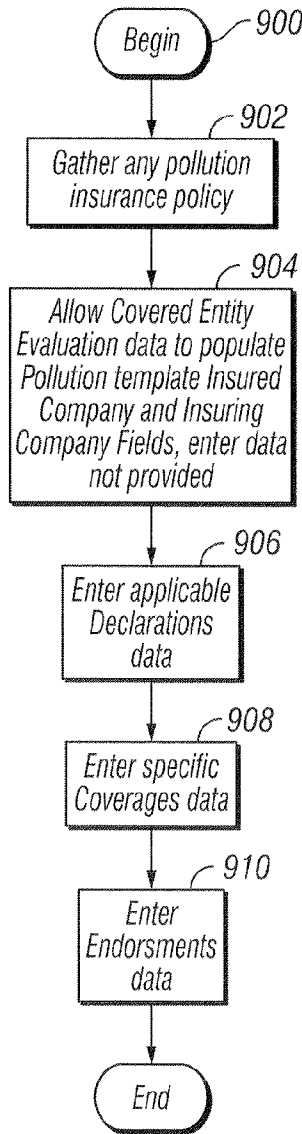 Begin
900
902
Gather any pollution
insurance policy
904
Allow Covered Entity
Evaluation data to populate
Pollution template Insured
Company and Insuring
Company Fields, enter data
not provided
906
Enter applicable
Declarations
data
908
Enter specific
Coverages data
910
Enter
Endorsments
data
End